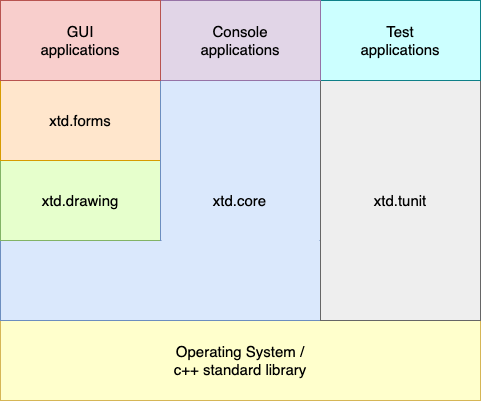 GUI
applications
Console
applications
Test
applications
xtd.forms
xtd.drawing
xtd.core
xtd.tunit
Operating System /
c++ standard library